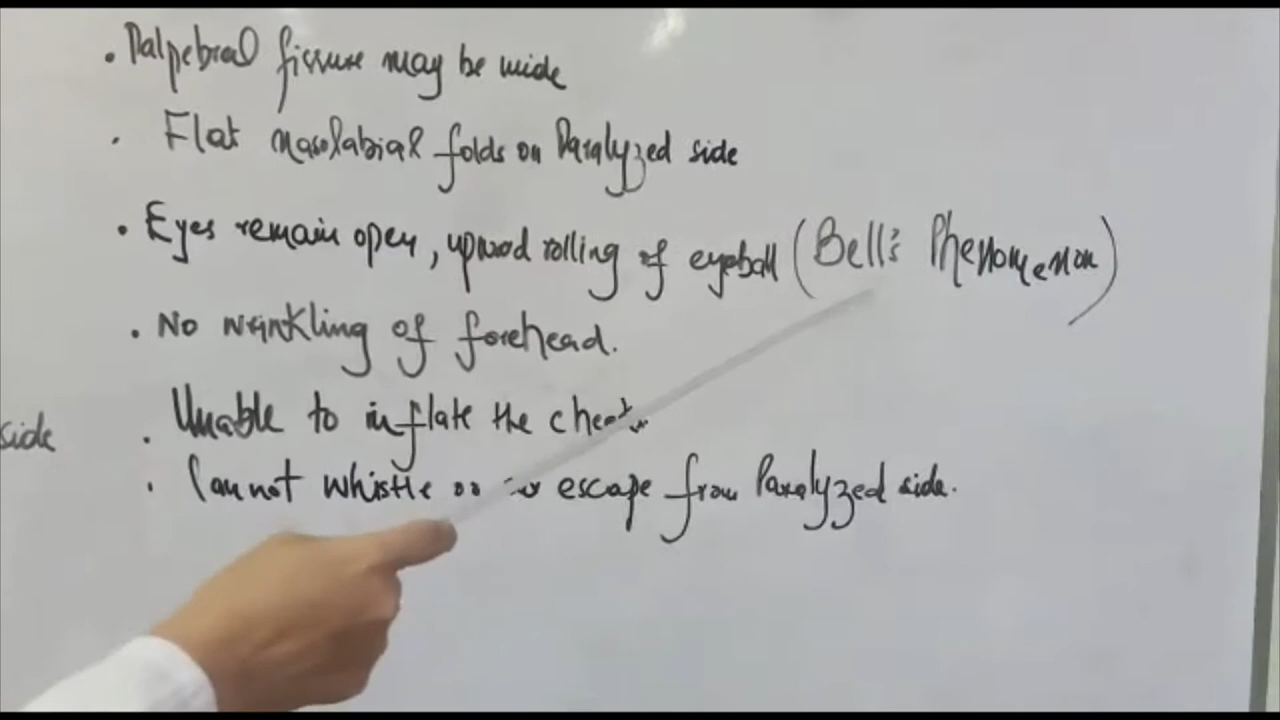 . Palpebral fissure may be wide
. Flat nasolabial folds on Paralyzed side
. Eyes remain open, upward rolling of eyeball (Bell's Phenomenon)
. No wrinkling of forehead.
side
. Unable to inflate the cheek
. Cannot whistle escape from Paralyzed side.